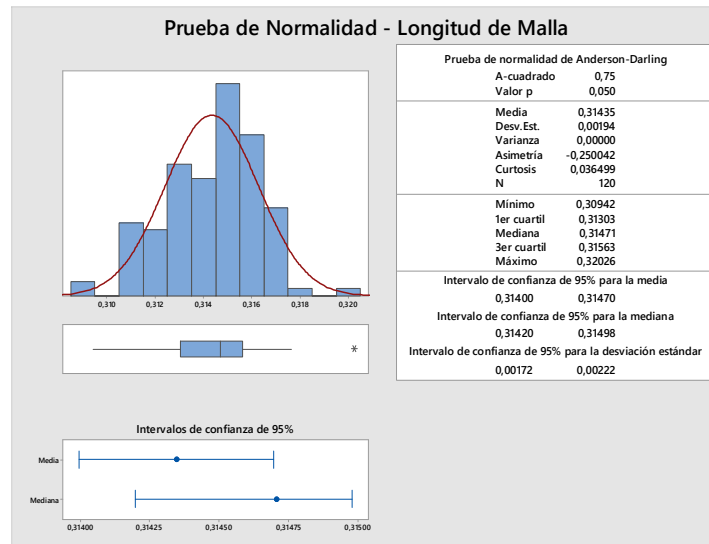 Prueba de Normalidad - Longitud de Malla
0,310 0,312 0,314 0,316 0,318 0,320
*
Intervalos de confianza de 95%
Media
Mediana
0,31400 0,31425 0,31450 0,31475 0,31500
Prueba de normalidad de Anderson-Darling
A-cuadrado 0,75
Valor p 0,050
Media 0,31435
Desv.Est. 0,00194
Varianza 0,00000
Asimetría -0,250042
Curtosis 0,036499
N 120
Mínimo 0,30942
1er cuartil 0,31303
Mediana 0,31471
3er cuartil 0,31563
Máximo 0,32026
Intervalo de confianza de 95% para la media
0,31400 0,31470
Intervalo de confianza de 95% para la mediana
0,31420 0,31498
Intervalo de confianza de 95% para la desviación estándar
0,00172 0,00222